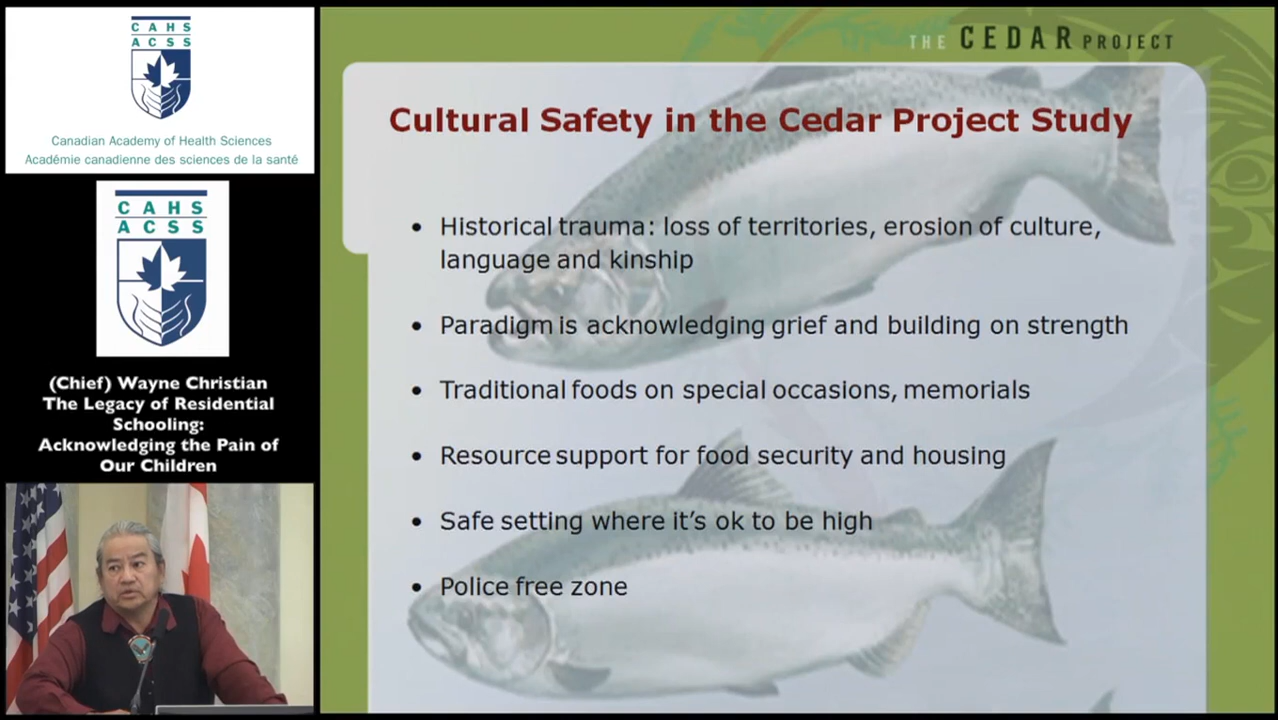 CAHS
ACSS
Canadian Academy of Health Sciences
Académie canadienne des sciences de la santé
CAHS
ACSS
(Chief) Wayne Christian
The Legacy of Residential
Schooling:
Acknowledging the Pain of
Our Children
THE CEDAR PROJECT
Cultural Safety in the Cedar Project Study
• Historical trauma: loss of territories, erosion of culture,
language and kinship
• Paradigm is acknowledging grief and building on strength
• Traditional foods on special occasions, memorials
• Resource support for food security and housing
• Safe setting where it’s ok to be high
• Police free zone